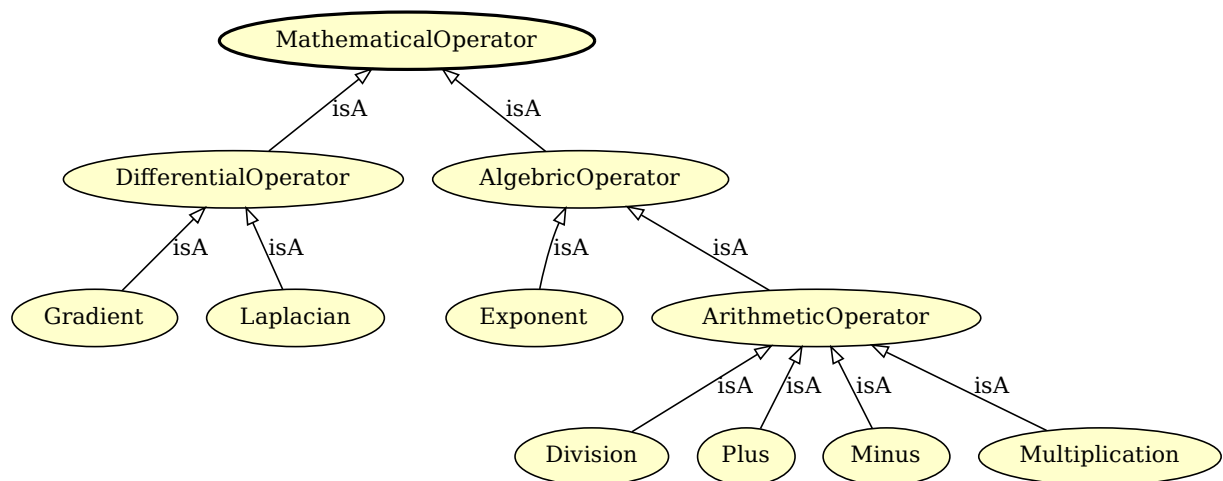 MathematicalOperator
isA isA
DifferentialOperator AlgebricOperator
isA isA isA isA
Gradient Laplacian Exponent ArithmeticOperator
isA isA isA isA
Division Plus Minus Multiplication